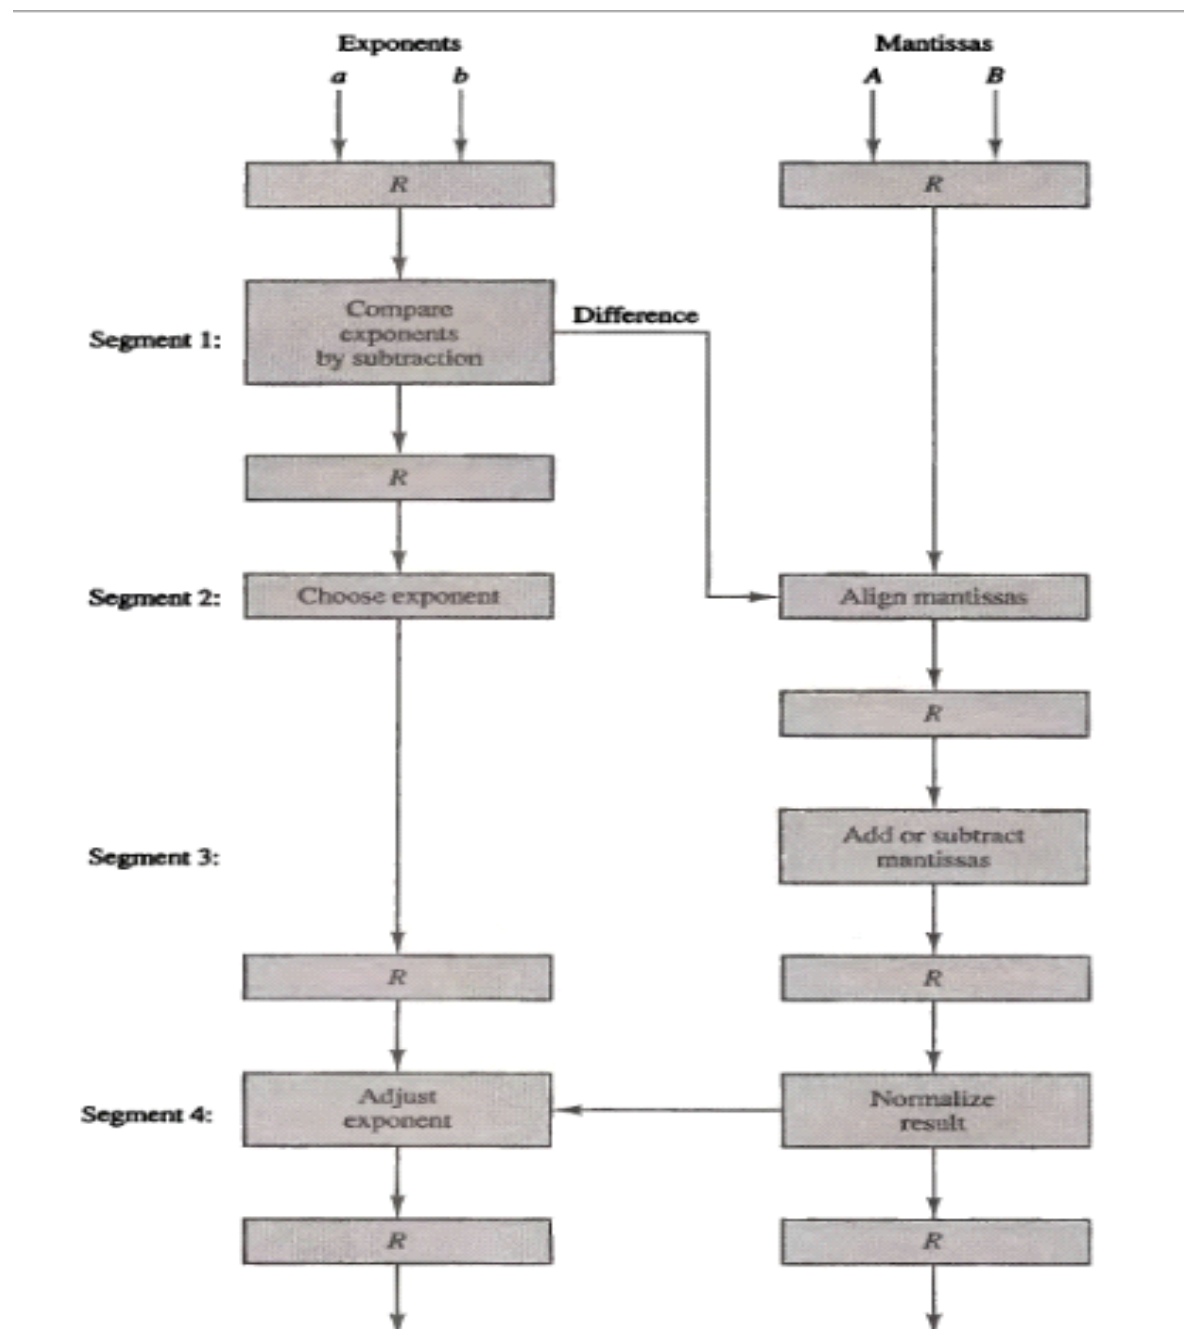 Exponents
a b
Mantissas
A B
R
R
Segment 1:
Compare
exponents
by subtraction
Difference
R
Segment 2:
Choose exponent
Align mantissas
R
Segment 3:
Add or subtract
mantissas
R
R
Segment 4:
Adjust
exponent
Normalize
result
R
R